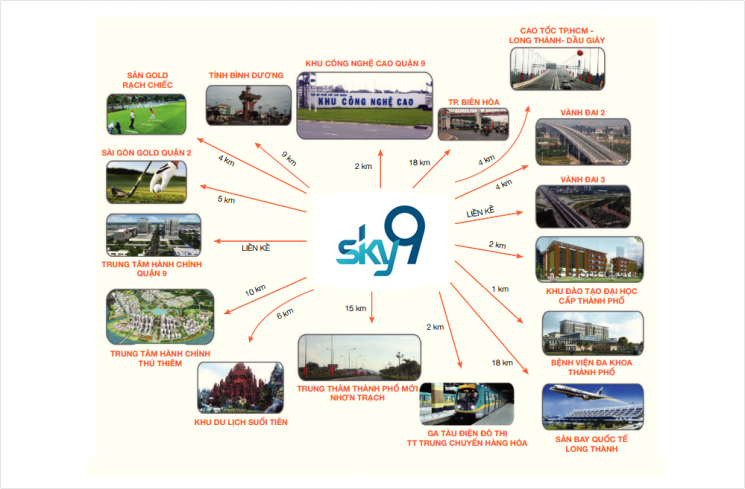 CAO TỐC TP.HCM -
LONG THÀNH- DẦU GIÂY
KHU CÔNG NGHỆ CAO QUẬN 9
SÂN GOLD
RẠCH CHIẾC
TỈNH BÌNH DƯƠNG
KHU CÔNG NGHỆ CAO
TP. BIÊN HÒA
VÀNH ĐAI 2
SÀI GÒN GOLD QUẬN 2
4 km
9 km
2 km
18 km
4 km
4 km
VÀNH ĐAI 3
5 km
LIỀN KỀ
sky9
LIỀN KỀ
2 km
TRUNG TÂM HÀNH CHÍNH
QUẬN 9
KHU ĐÀO TẠO ĐẠI HỌC
CẤP THÀNH PHỐ
10 km
6 km
15 km
2 km
1 km
18 km
TRUNG TÂM HÀNH CHÍNH
THỦ THIÊM
BỆNH VIỆN ĐA KHOA
THÀNH PHỐ
TRUNG THÂM THÀNH PHỐ MỚI
NHƠN TRẠCH
KHU DU LỊCH SUỐI TIÊN
GA TÀU ĐIỆN ĐÔ THỊ
TT TRUNG CHUYỂN HÀNG HÓA
SÂN BAY QUỐC TẾ
LONG THÀNH